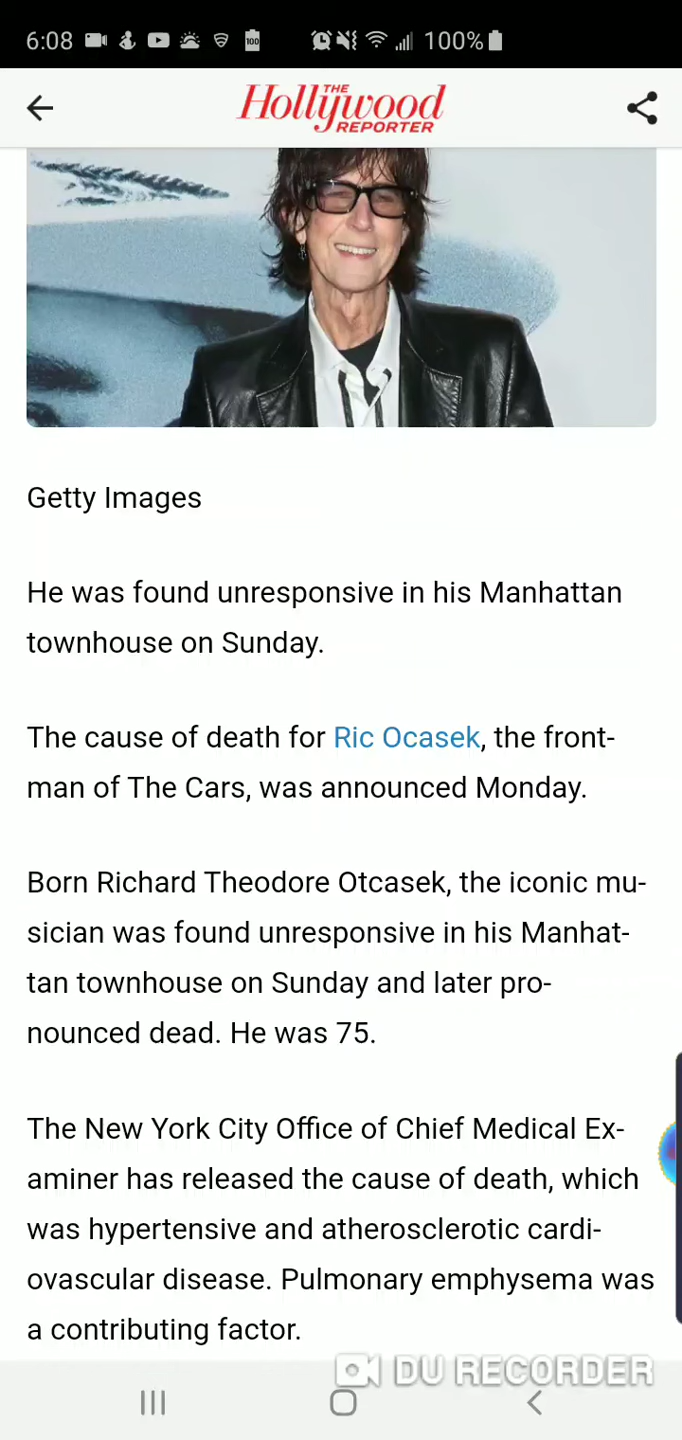 6:08 100 100%
THE
Hollywood
REPORTER
Getty Images
He was found unresponsive in his Manhattan
townhouse on Sunday.
The cause of death for Ric Ocasek, the front-
man of The Cars, was announced Monday.
Born Richard Theodore Otcasek, the iconic mu-
sician was found unresponsive in his Manhat-
tan townhouse on Sunday and later pro-
nounced dead. He was 75.
The New York City Office of Chief Medical Ex-
aminer has released the cause of death, which
was hypertensive and atherosclerotic cardi-
ovascular disease. Pulmonary emphysema was
a contributing factor.
DU RECORDER